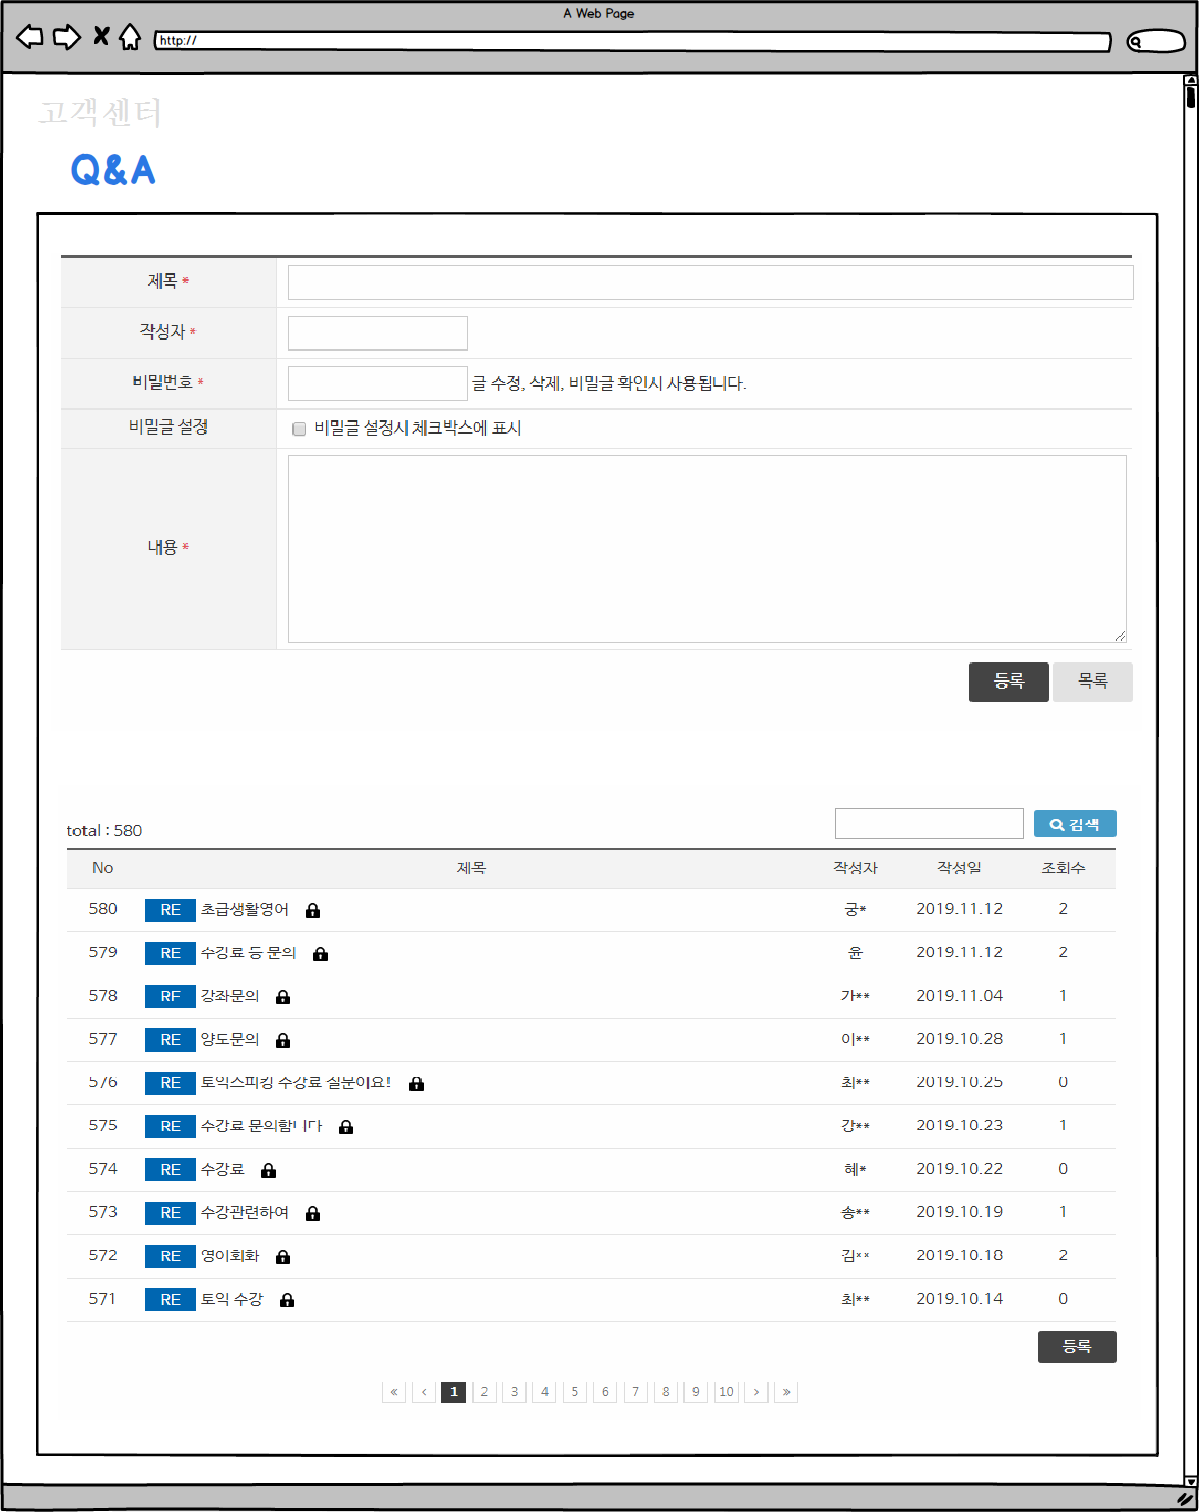 A Web Page
http://
고객센터
Q&A
제목 *
작성자 *
비밀번호 * 글 수정, 삭제, 비밀글 확인시 사용됩니다.
비밀글 설정 비밀글 설정시 체크박스에 표시
내용 *
등록 목록
total : 580 검색
No 제목 작성자 작성일 조회수
580 RE 초급생활영어 궁* 2019.11.12 2
579 RE 수강료 등 문의 윤 2019.11.12 2
578 RE 강좌문의 가** 2019.11.04 1
577 RE 양도문의 이** 2019.10.28 1
576 RE 토익스피킹 수강료 질문이요! 최** 2019.10.25 0
575 RE 수강료 문의합니다 강** 2019.10.23 1
574 RE 수강료 혜* 2019.10.22 0
573 RE 수강관련하여 송** 2019.10.19 1
572 RE 영어회화 김** 2019.10.18 2
571 RE 토익 수강 최** 2019.10.14 0
등록
« ‹ 1 2 3 4 5 6 7 8 9 10 › »